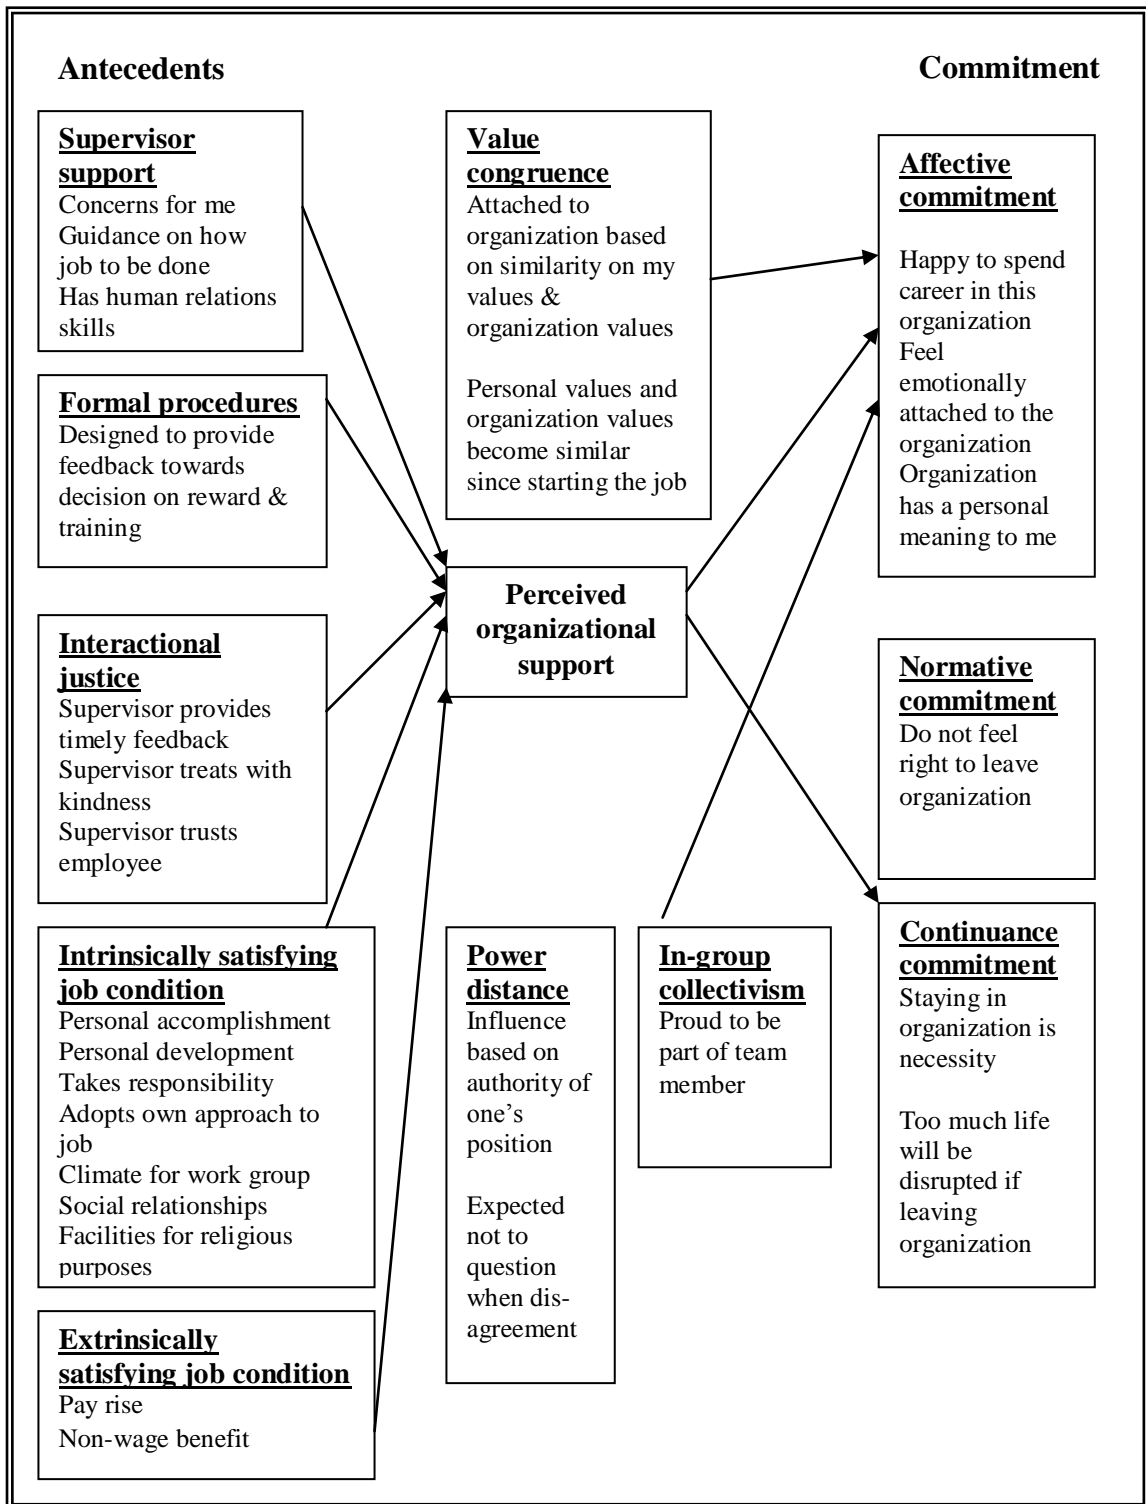 Antecedents
Commitment
Supervisor
support
Concerns for me
Guidance on how
job to be done
Has human relations
skills
Formal procedures
Designed to provide
feedback towards
decision on reward &
training
Interactional
justice
Supervisor provides
timely feedback
Supervisor treats with
kindness
Supervisor trusts
employee
Intrinsically satisfying
job condition
Personal accomplishment
Personal development
Takes responsibility
Adopts own approach to
job
Climate for work group
Social relationships
Facilities for religious
purposes
Extrinsically
satisfying job condition
Pay rise
Non-wage benefit
Value
congruence
Attached to
organization based
on similarity on my
values &
organization values
Personal values and
organization values
become similar
since starting the job
Perceived
organizational
support
Power
distance
Influence
based on
authority of
one’s
position
Expected
not to
question
when dis-
agreement
In-group
collectivism
Proud to be
part of team
member
Affective
commitment
Happy to spend
career in this
organization
Feel
emotionally
attached to the
organization
Organization
has a personal
meaning to me
Normative
commitment
Do not feel
right to leave
organization
Continuance
commitment
Staying in
organization is
necessity
Too much life
will be
disrupted if
leaving
organization